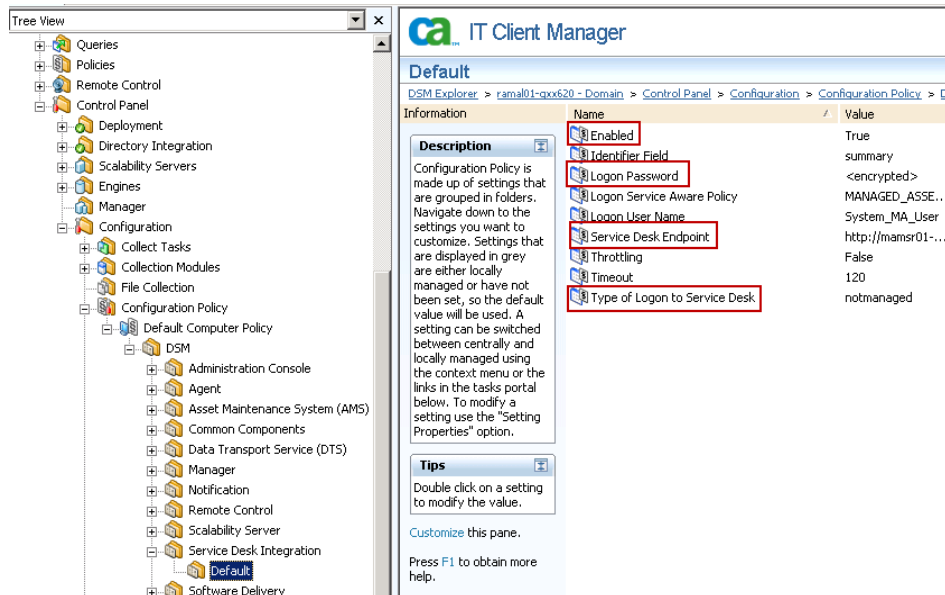 Tree View
Queries
Policies
Remote Control
Control Panel
Deployment
Directory Integration
Scalability Servers
Engines
Manager
Configuration
Collect Tasks
Collection Modules
File Collection
Configuration Policy
Default Computer Policy
DSM
Administration Console
Agent
Asset Maintenance System (AMS)
Common Components
Data Transport Service (DTS)
Manager
Notification
Remote Control
Scalability Server
Service Desk Integration
Default
Software Delivery
ca IT Client Manager
Default
DSM Explorer > ramal01-qxx620 - Domain > Control Panel > Configuration > Configuration Policy >
Information
Description
Configuration Policy is
made up of settings that
are grouped in folders.
Navigate down to the
settings you want to
customize. Settings that
are displayed in grey
are either locally
managed or have not
been set, so the default
value will be used. A
setting can be switched
between centrally and
locally managed using
the context menu or the
links in the tasks portal
below. To modify a
setting use the "Setting
Properties" option.
Tips
Double click on a setting
to modify the value.
Customize this pane.
Press F1 to obtain more
help.
Name Value
Enabled True
Identifier Field summary
Logon Password <encrypted>
Logon Service Aware Policy MANAGED_ASSE...
Logon User Name System_MA_User
Service Desk Endpoint http://mamsr01-...
Throttling False
Timeout 120
Type of Logon to Service Desk notmanaged